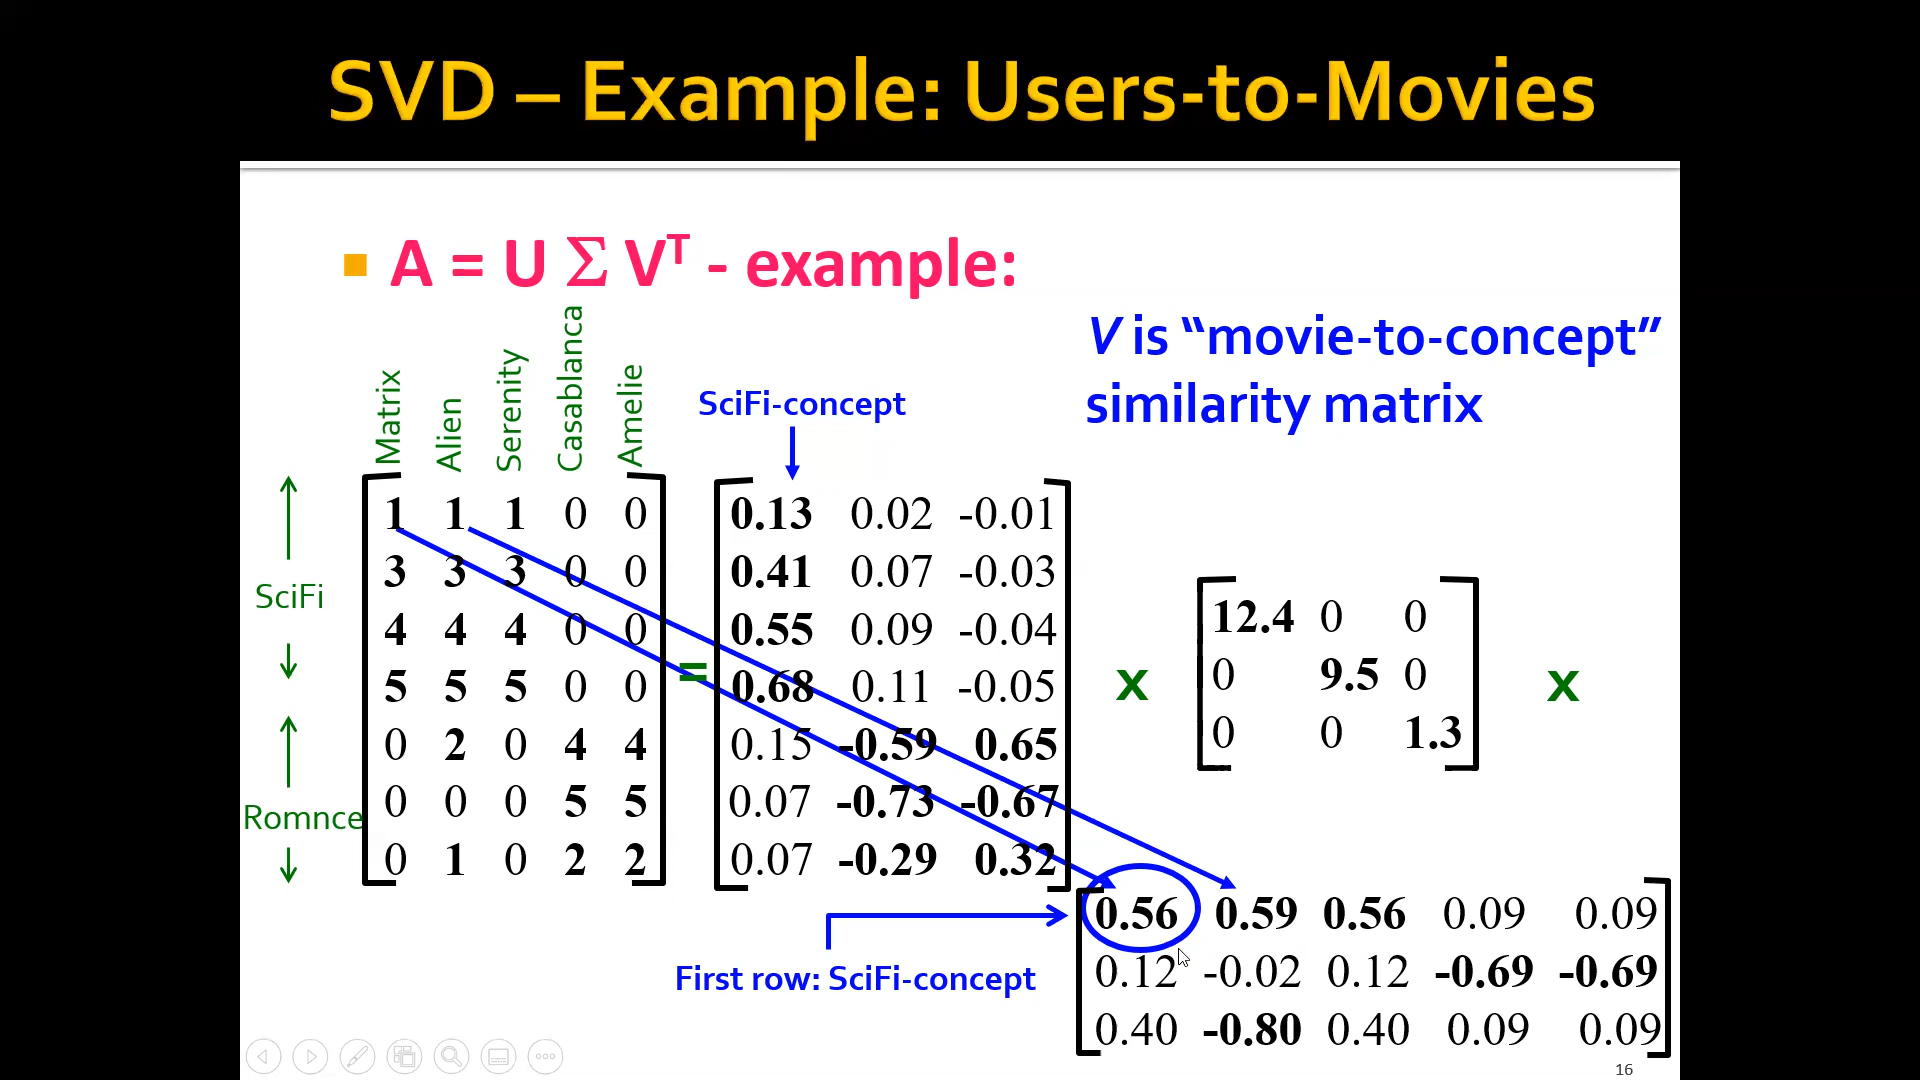 SVD – Example: Users-to-Movies
A = U Σ Vᵀ - example:
V is “movie-to-concept”
similarity matrix
Matrix
Alien
Serenity
Casablanca
Amelie
SciFi-concept
SciFi
Romnce
1 1 1 0 0
3 3 3 0 0
4 4 4 0 0
5 5 5 0 0
0 2 0 4 4
0 0 0 5 5
0 1 0 2 2
=
0.13 0.02 -0.01
0.41 0.07 -0.03
0.55 0.09 -0.04
0.68 0.11 -0.05
0.15 -0.59 0.65
0.07 -0.73 -0.67
0.07 -0.29 0.32
x
12.4 0 0
0 9.5 0
0 0 1.3
x
0.56 0.59 0.56 0.09 0.09
0.12 -0.02 0.12 -0.69 -0.69
0.40 -0.80 0.40 0.09 0.09
First row: SciFi-concept
16